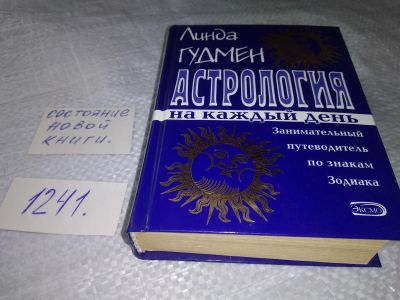 Линда
ГУДМЕН
АСТРОЛОГИЯ
на каждый день
Занимательный
путеводитель
по знакам
Зодиака
ЭКСМО
состояние
новой
книги.
1241.